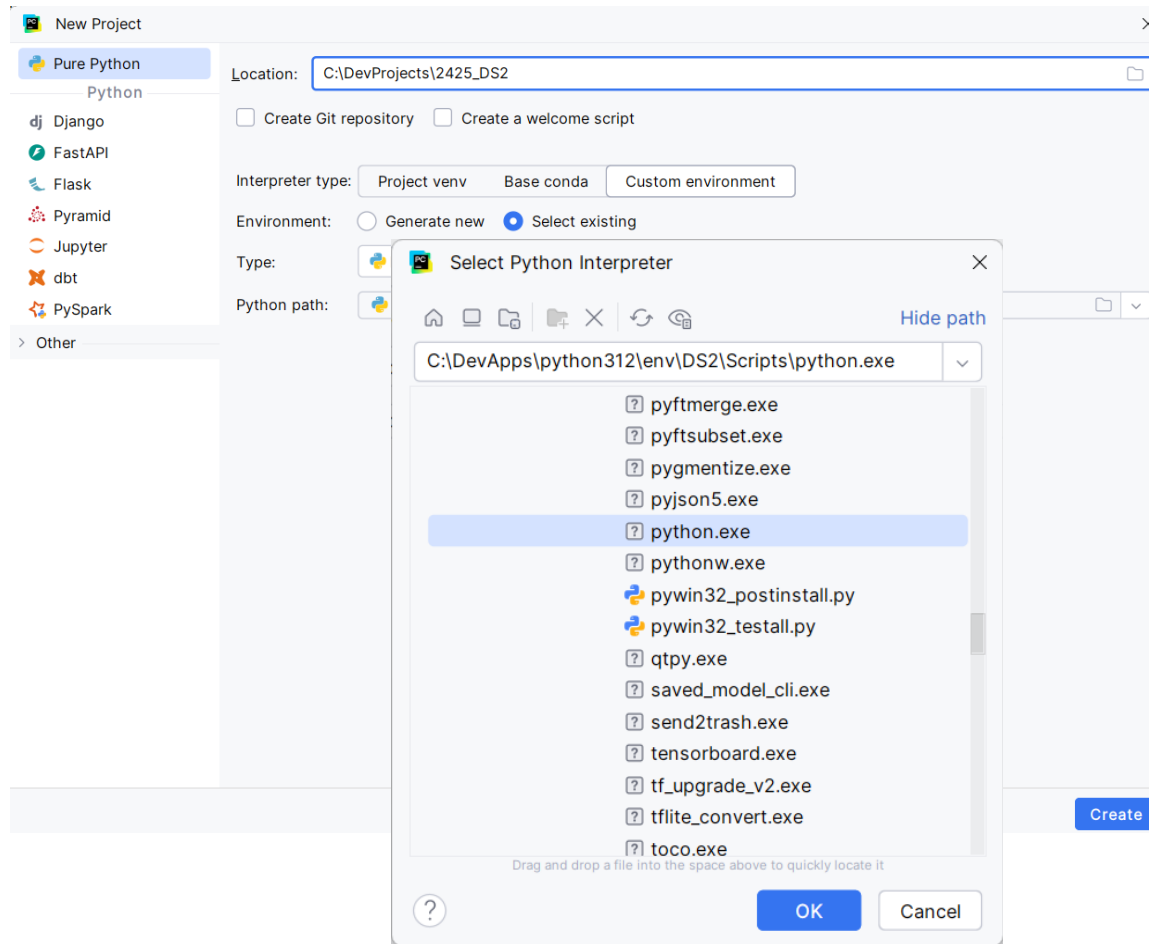 New Project
Pure Python
Python
dj Django
FastAPI
Flask
Pyramid
Jupyter
dbt
PySpark
Other
Location: C:\DevProjects\2425_DS2
Create Git repository Create a welcome script
Interpreter type: Project venv Base conda Custom environment
Environment: Generate new Select existing
Type:
Python path:
Create
PC Select Python Interpreter
Hide path
C:\DevApps\python312\env\DS2\Scripts\python.exe
pyftmerge.exe
pyftsubset.exe
pygmentize.exe
pyjson5.exe
python.exe
pythonw.exe
pywin32_postinstall.py
pywin32_testall.py
qtpy.exe
saved_model_cli.exe
send2trash.exe
tensorboard.exe
tf_upgrade_v2.exe
tflite_convert.exe
toco.exe
Drag and drop a file into the space above to quickly locate it
? OK Cancel